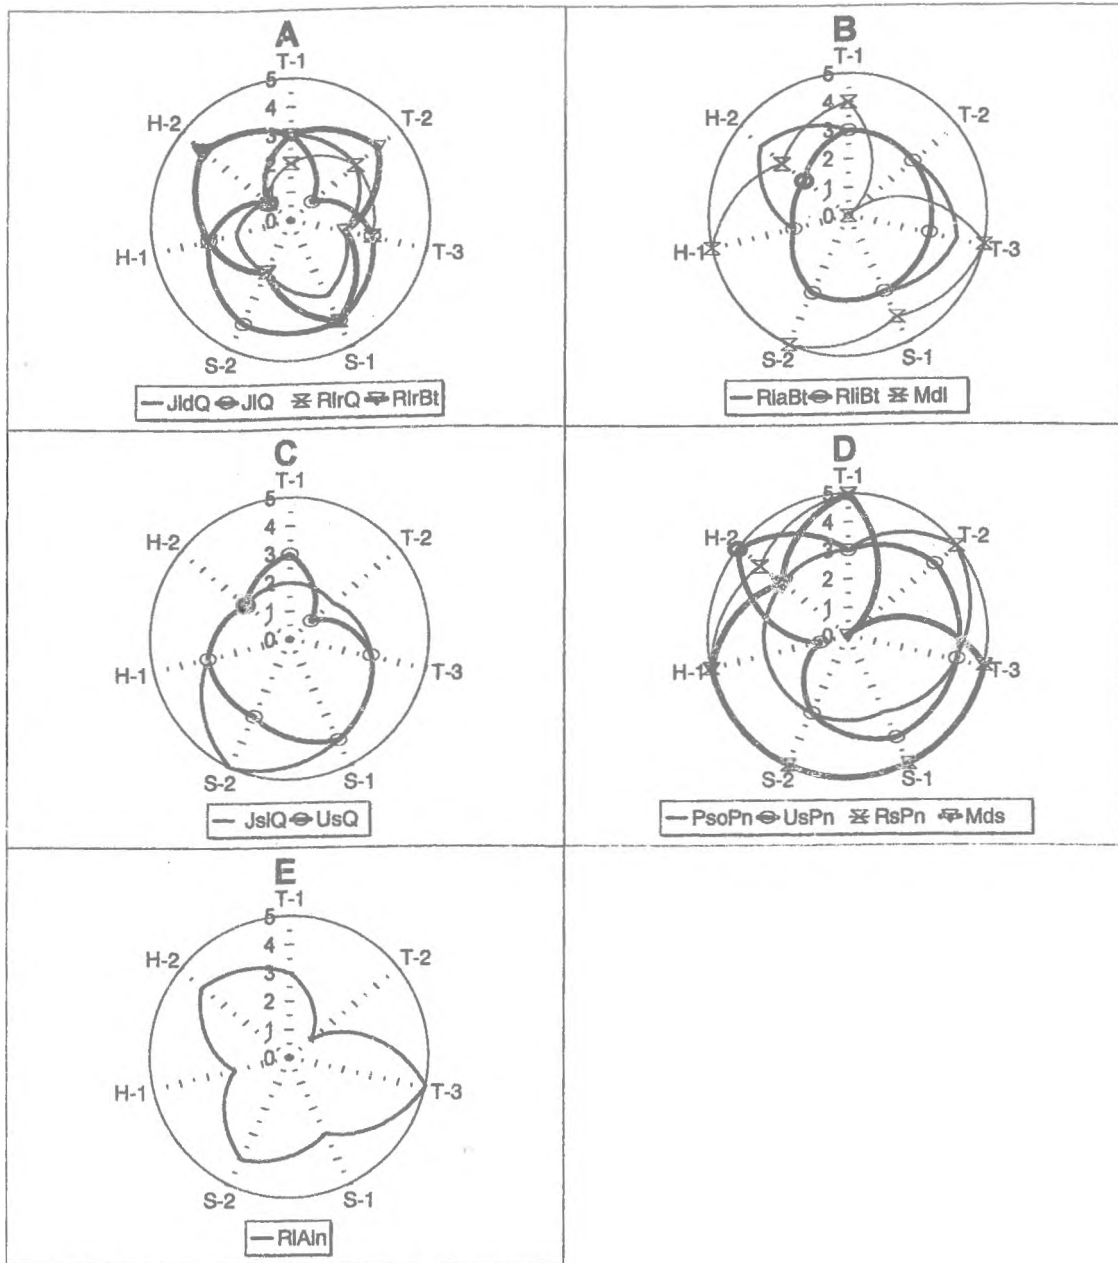 A
T-1
5
4
3
2
1
0
T-2
T-3
S-1
S-2
H-1
H-2
JldQ JlQ RlrQ RlrBt
B
T-1
5
4
3
2
1
0
T-2
T-3
S-1
S-2
H-1
H-2
RlaBt RliBt Mdl
C
T-1
5
4
3
2
1
0
T-2
T-3
S-1
S-2
H-1
H-2
JslQ UsQ
D
T-1
5
4
3
2
1
0
T-2
T-3
S-1
S-2
H-1
H-2
PsoPn UsPn RsPn Mds
E
T-1
5
4
3
2
1
0
T-2
T-3
S-1
S-2
H-1
H-2
RlAln